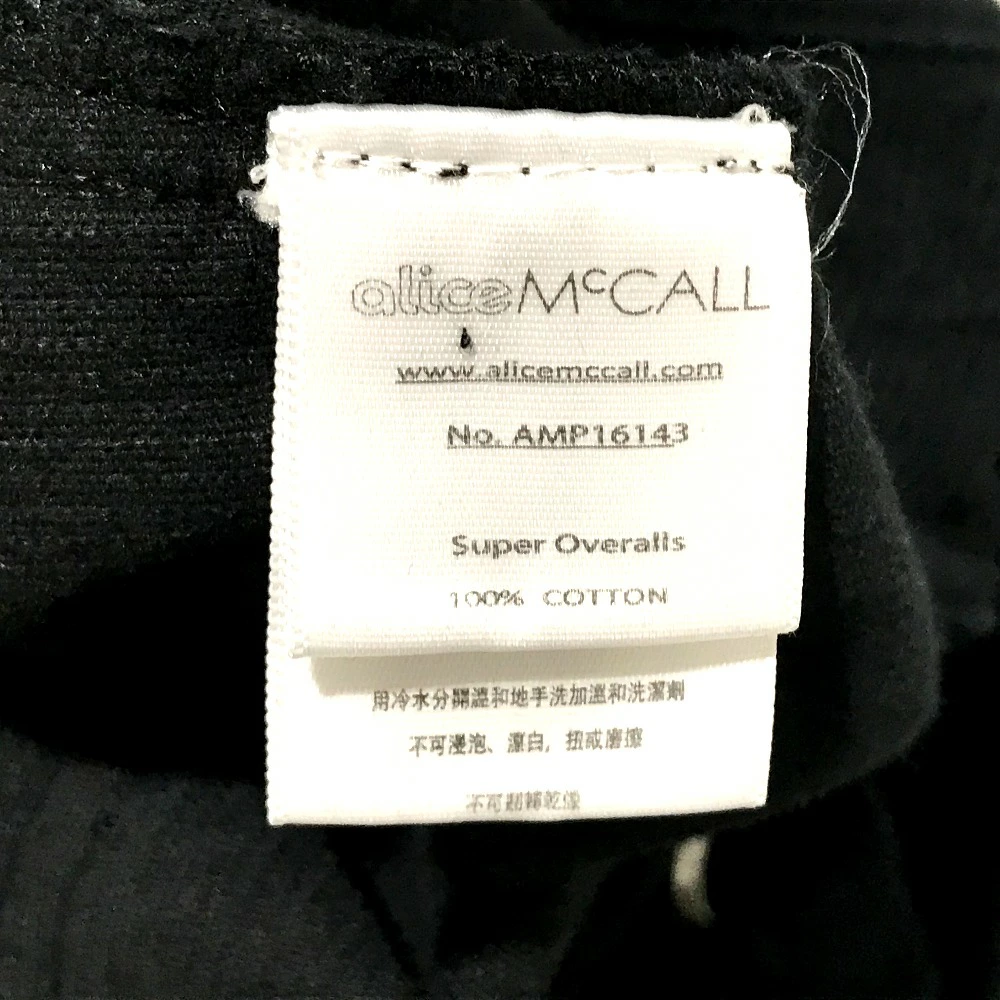 alice McCALL
www.alicemccall.com
No. AMP16143
Super Overalls
100% COTTON
用冷水分開溫和地手洗加溫和洗潔劑
不可浸泡、漂白, 扭或磨擦
不可翻轉乾燥